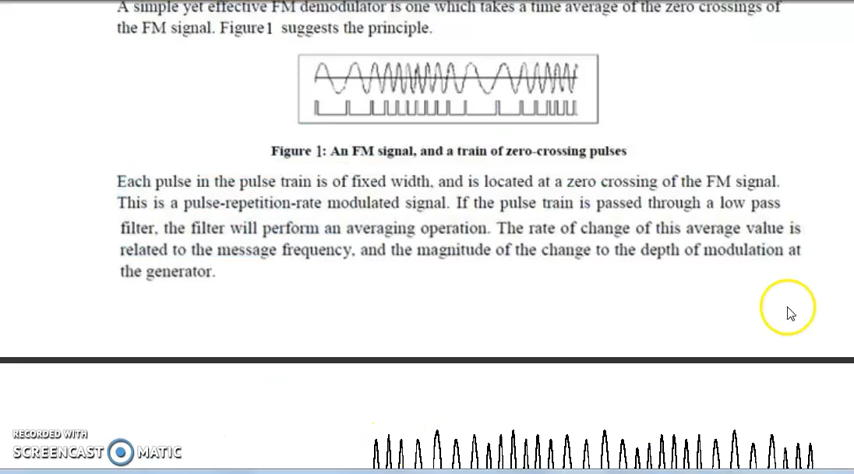 A simple yet effective FM demodulator is one which takes a time average of the zero crossings of
the FM signal. Figure1 suggests the principle.
Figure 1: An FM signal, and a train of zero-crossing pulses
Each pulse in the pulse train is of fixed width, and is located at a zero crossing of the FM signal.
This is a pulse-repetition-rate modulated signal. If the pulse train is passed through a low pass
filter, the filter will perform an averaging operation. The rate of change of this average value is
related to the message frequency, and the magnitude of the change to the depth of modulation at
the generator.
RECORDED WITH
SCREENCAST MATIC